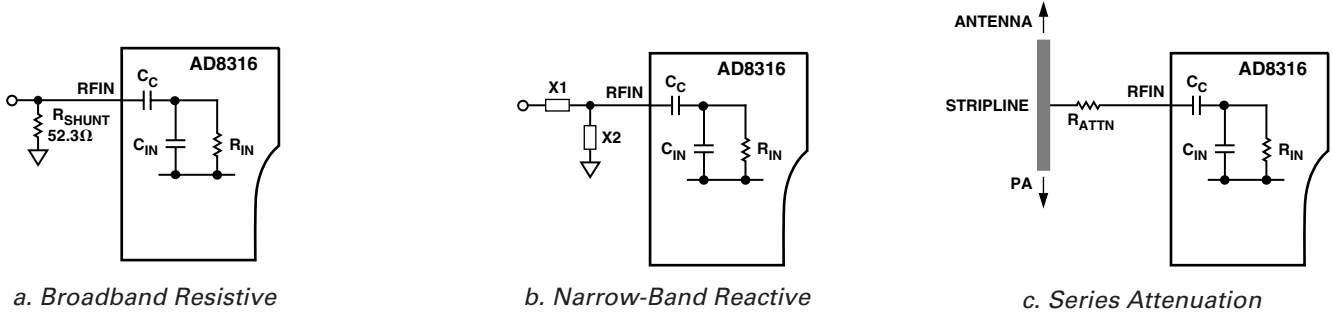 AD8316
RFIN
C_C
R_SHUNT
52.3Ω
C_IN
R_IN
a. Broadband Resistive
AD8316
X1
RFIN
C_C
X2
C_IN
R_IN
b. Narrow-Band Reactive
ANTENNA
AD8316
RFIN
C_C
STRIPLINE
R_ATTN
C_IN
R_IN
PA
c. Series Attenuation